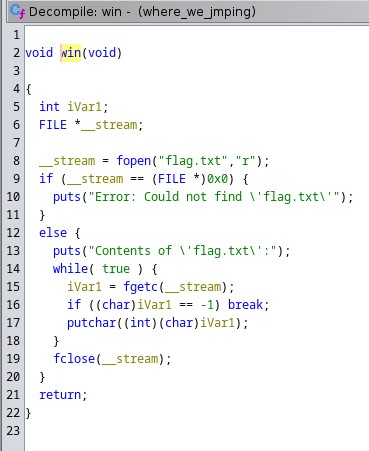 Decompile: win - (where_we_jmping)
1
2 void win(void)
3
4 {
5 int iVar1;
6 FILE *__stream;
7
8 __stream = fopen("flag.txt","r");
9 if (__stream == (FILE *)0x0) {
10 puts("Error: Could not find \'flag.txt\'");
11 }
12 else {
13 puts("Contents of \'flag.txt\':");
14 while( true ) {
15 iVar1 = fgetc(__stream);
16 if ((char)iVar1 == -1) break;
17 putchar((int)(char)iVar1);
18 }
19 fclose(__stream);
20 }
21 return;
22 }
23